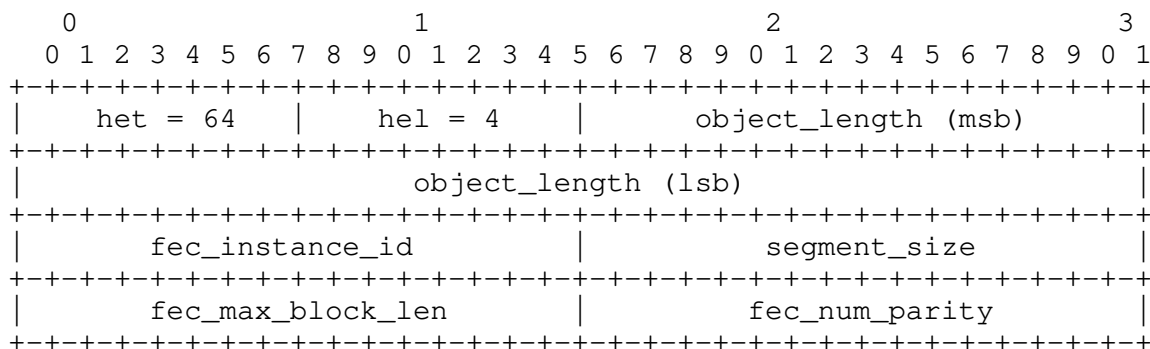 0                   1                   2                   3
   0 1 2 3 4 5 6 7 8 9 0 1 2 3 4 5 6 7 8 9 0 1 2 3 4 5 6 7 8 9 0 1
 +-+-+-+-+-+-+-+-+-+-+-+-+-+-+-+-+-+-+-+-+-+-+-+-+-+-+-+-+-+-+-+-+
 |    het = 64   |    hel = 4    |      object_length (msb)      |
 +-+-+-+-+-+-+-+-+-+-+-+-+-+-+-+-+-+-+-+-+-+-+-+-+-+-+-+-+-+-+-+-+
 |                      object_length (lsb)                      |
 +-+-+-+-+-+-+-+-+-+-+-+-+-+-+-+-+-+-+-+-+-+-+-+-+-+-+-+-+-+-+-+-+
 |       fec_instance_id         |          segment_size         |
 +-+-+-+-+-+-+-+-+-+-+-+-+-+-+-+-+-+-+-+-+-+-+-+-+-+-+-+-+-+-+-+-+
 |       fec_max_block_len       |         fec_num_parity        |
 +-+-+-+-+-+-+-+-+-+-+-+-+-+-+-+-+-+-+-+-+-+-+-+-+-+-+-+-+-+-+-+-+